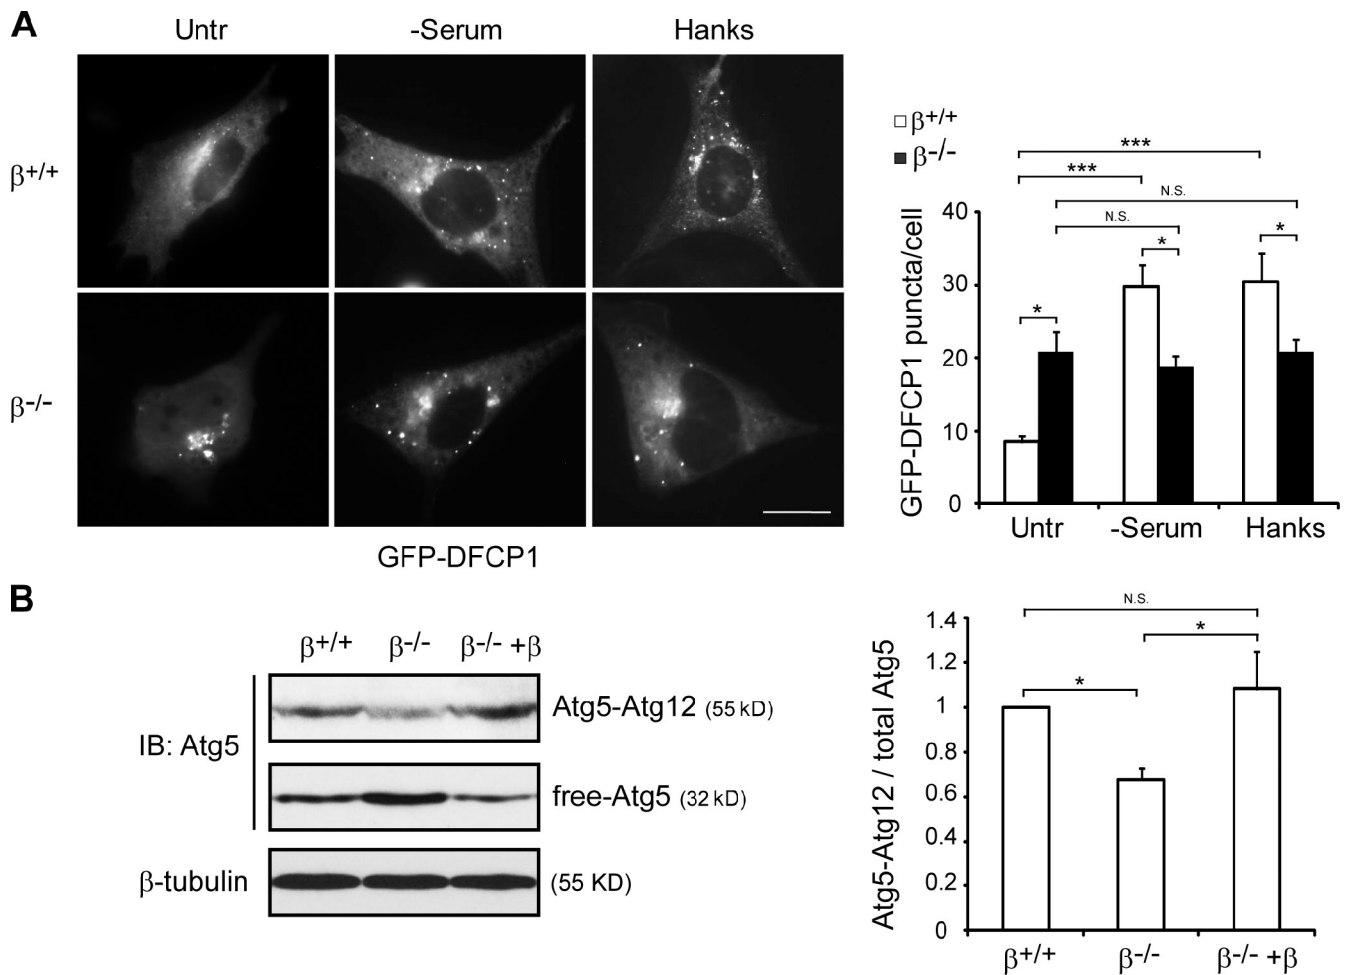 A
Untr
-Serum
Hanks
β+/+
β-/-
GFP-DFCP1
β+/+
β-/-
***
***
N.S.
N.S.
*
*
*
GFP-DFCP1 puncta/cell
40
30
20
10
0
Untr
-Serum
Hanks
B
β+/+
β-/-
β-/- +β
IB: Atg5
Atg5-Atg12 (55 kD)
free-Atg5 (32 kD)
β-tubulin
(55 KD)
N.S.
*
*
Atg5-Atg12 / total Atg5
1.4
1.2
1
0.8
0.6
0.4
0.2
0
β+/+
β-/-
β-/- +β